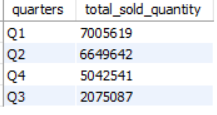 quarters total_sold_quantity
Q1 7005619
Q2 6649642
Q4 5042541
Q3 2075087